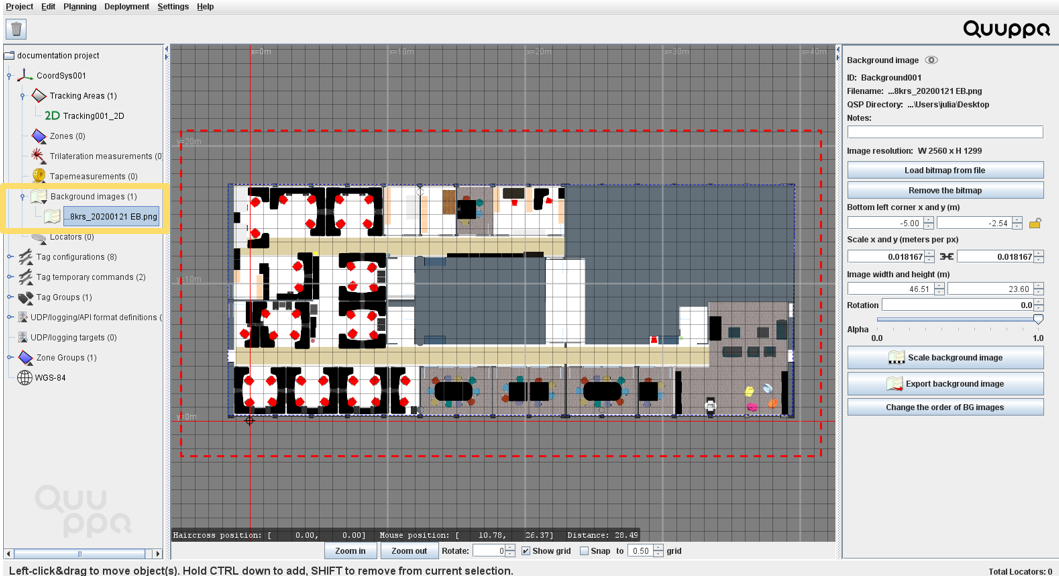 Project Edit Planning Deployment Settings Help
Quuppa
documentation project
CoordSys001
Tracking Areas (1)
2D Tracking001_2D
Zones (0)
Trilateration measurements (0)
Tapemeasurements (0)
Background images (1)
...8krs_20200121 EB.png
Locators (0)
Tag configurations (8)
Tag temporary commands (2)
Tag Groups (1)
UDP/logging/API format definitions (
UDP/logging targets (0)
Zone Groups (1)
WGS-84
Quuppa
x=0m x=10m x=20m x=30m x=40m
y=20m
y=10m
y=0m
Haircross position: [ 0.00, 0.00] Mouse position: [ 10.78, 26.37] Distance: 28.49
Zoom in Zoom out Rotate: 0 Show grid Snap to 0.50 grid
Background image
ID: Background001
Filename: ...8krs_20200121 EB.png
QSP Directory: ...\Users\julia\Desktop
Notes:
Image resolution: W 2560 x H 1299
Load bitmap from file
Remove the bitmap
Bottom left corner x and y (m)
-5.00 -2.54
Scale x and y (meters per px)
0.018167 0.018167
Image width and height (m)
46.51 23.60
Rotation 0.0
Alpha
0.0 1.0
Scale background image
Export background image
Change the order of BG images
Left-click&drag to move object(s). Hold CTRL down to add, SHIFT to remove from current selection.
Total Locators: 0